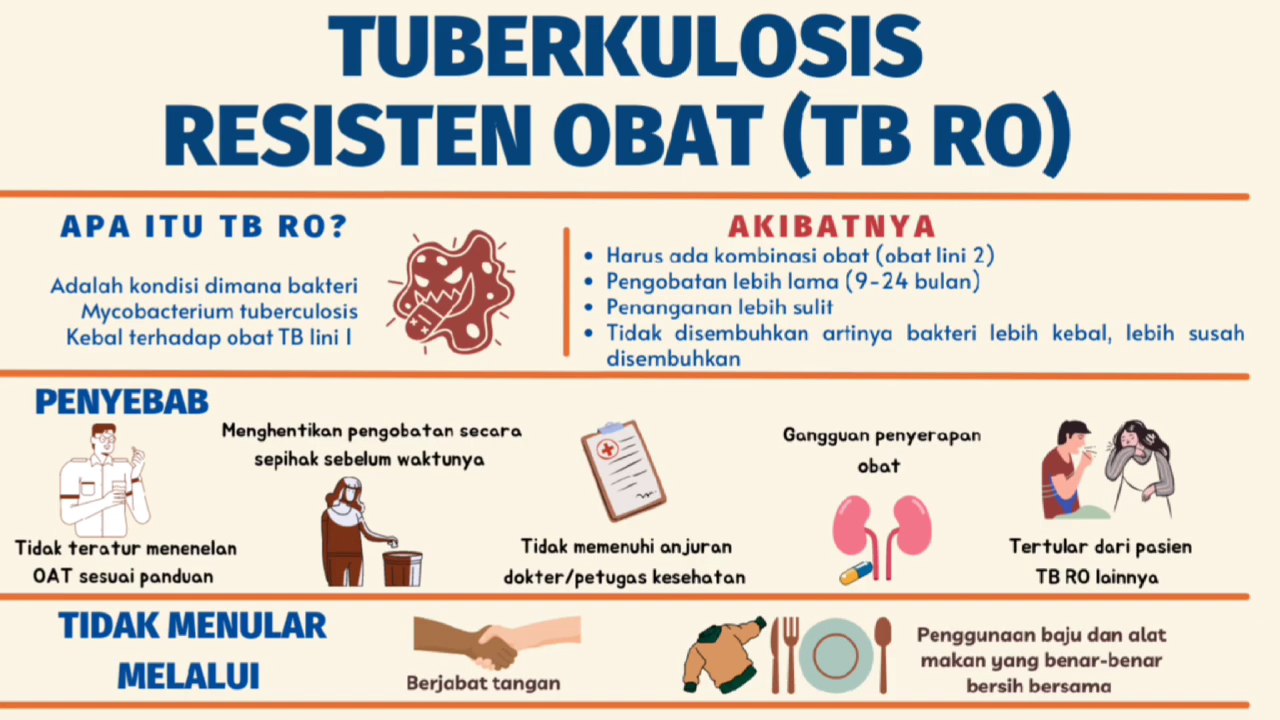 TUBERKULOSIS
RESISTEN OBAT (TB RO)
APA ITU TB RO?
Adalah kondisi dimana bakteri
Mycobacterium tuberculosis
Kebal terhadap obat TB lini I
AKIBATNYA
• Harus ada kombinasi obat (obat lini 2)
• Pengobatan lebih lama (9-24 bulan)
• Penanganan lebih sulit
• Tidak disembuhkan artinya bakteri lebih kebal, lebih susah
disembuhkan
PENYEBAB
Tidak teratur menenelan
OAT sesuai panduan
Menghentikan pengobatan secara
sepihak sebelum waktunya
Tidak memenuhi anjuran
dokter/petugas kesehatan
Gangguan penyerapan
obat
Tertular dari pasien
TB RO lainnya
TIDAK MENULAR
MELALUI
Berjabat tangan
Penggunaan baju dan alat
makan yang benar-benar
bersih bersama